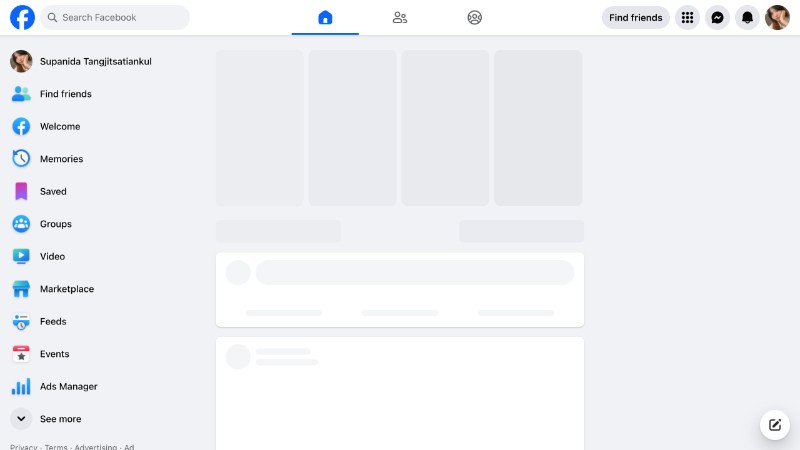 Search Facebook
Find friends
Supanida Tangjitsatiankul
Find friends
Welcome
Memories
Saved
Groups
Video
Marketplace
Feeds
Events
Ads Manager
See more
Privacy · Terms · Advertising · Ad